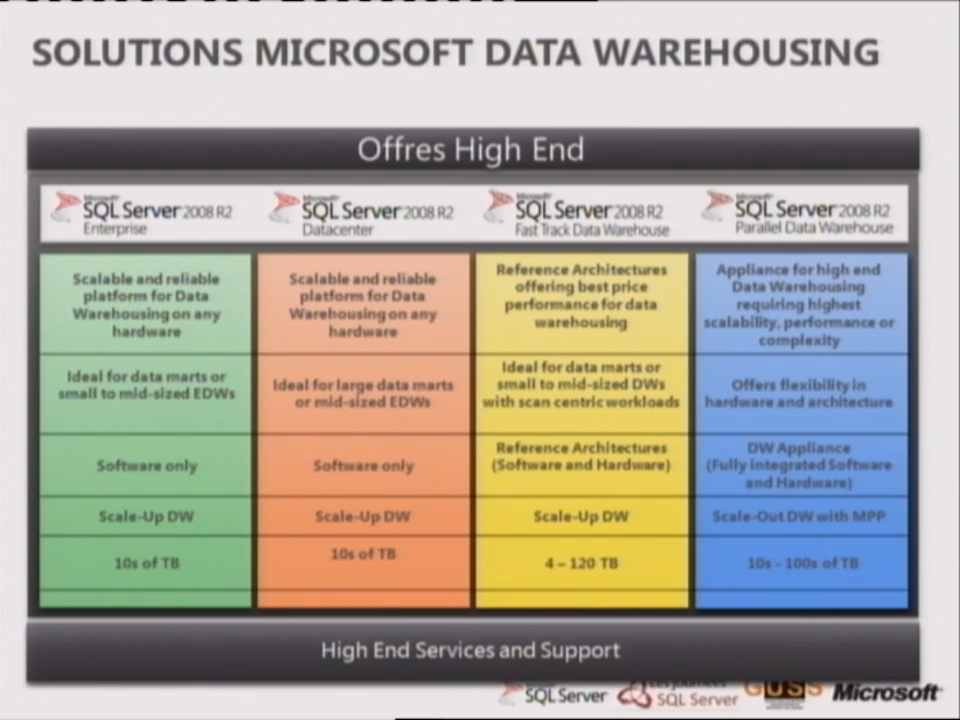 SOLUTIONS MICROSOFT DATA WAREHOUSING
Offres High End
Microsoft
SQL Server 2008 R2
Enterprise
Microsoft
SQL Server 2008 R2
Datacenter
Microsoft
SQL Server 2008 R2
Fast Track Data Warehouse
Microsoft
SQL Server 2008 R2
Parallel Data Warehouse
Scalable and reliable
platform for Data
Warehousing on any
hardware
Scalable and reliable
platform for Data
Warehousing on any
hardware
Reference Architectures
offering best price
performance for data
warehousing
Appliance for high end
Data Warehousing
requiring highest
scalability, performance or
complexity
Ideal for data marts or
small to mid-sized EDWs
Ideal for large data marts
or mid-sized EDWs
Ideal for data marts or
small to mid-sized DWs
with scan centric workloads
Offers flexibility in
hardware and architecture
Software only
Software only
Reference Architectures
(Software and Hardware)
DW Appliance
(Fully integrated Software
and Hardware)
Scale-Up DW
Scale-Up DW
Scale-Up DW
Scale-Out DW with MPP
10s of TB
10s of TB
4 – 120 TB
10s - 100s of TB
High End Services and Support
SQL Server
Les journées
SQL Server
GUSS
Microsoft